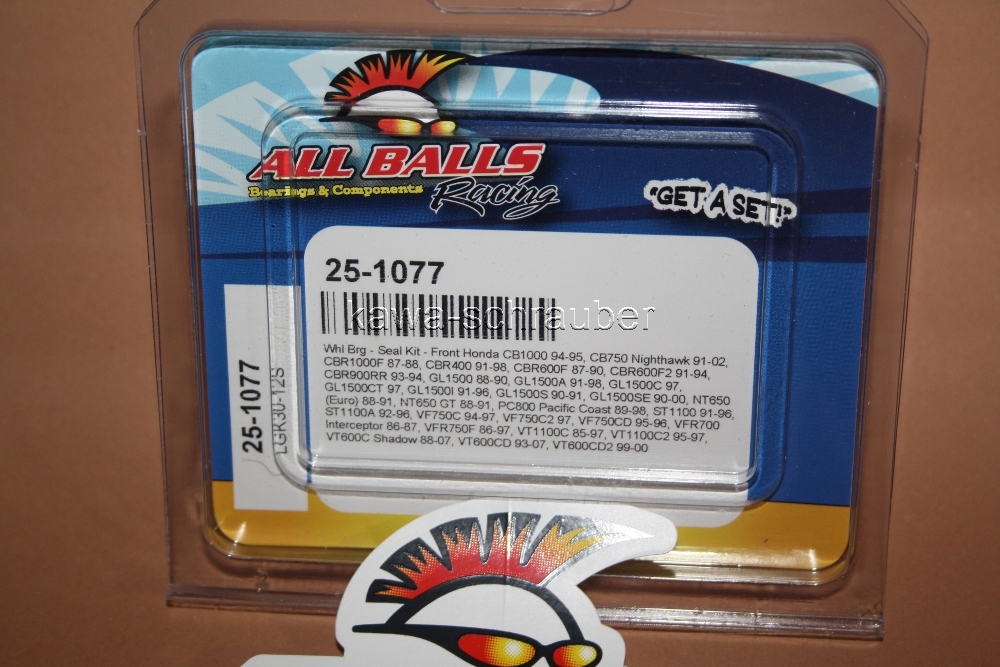 ALL BALLS
Bearings & Components
Racing
"GET A SET!"
25-1077
kawa-schrauber
Whl Brg - Seal Kit - Front Honda CB1000 94-95, CB750 Nighthawk 91-02,
CBR1000F 87-88, CBR400 91-98, CBR600F 87-90, CBR600F2 91-94,
CBR900RR 93-94, GL1500 88-90, GL1500A 91-98, GL1500C 97,
GL1500CT 97, GL1500I 91-96, GL1500S 90-91, GL1500SE 90-00, NT650
(Euro) 88-91, NT650 GT 88-91, PC800 Pacific Coast 89-98, ST1100 91-96,
ST1100A 92-96, VF750C 94-97, VF750C2 97, VF750CD 95-96, VFR700
Interceptor 86-87, VFR750F 86-97, VT1100C 85-97, VT1100C2 95-97,
VT600C Shadow 88-07, VT600CD 93-07, VT600CD2 99-00
25-1077
LGK30-12S